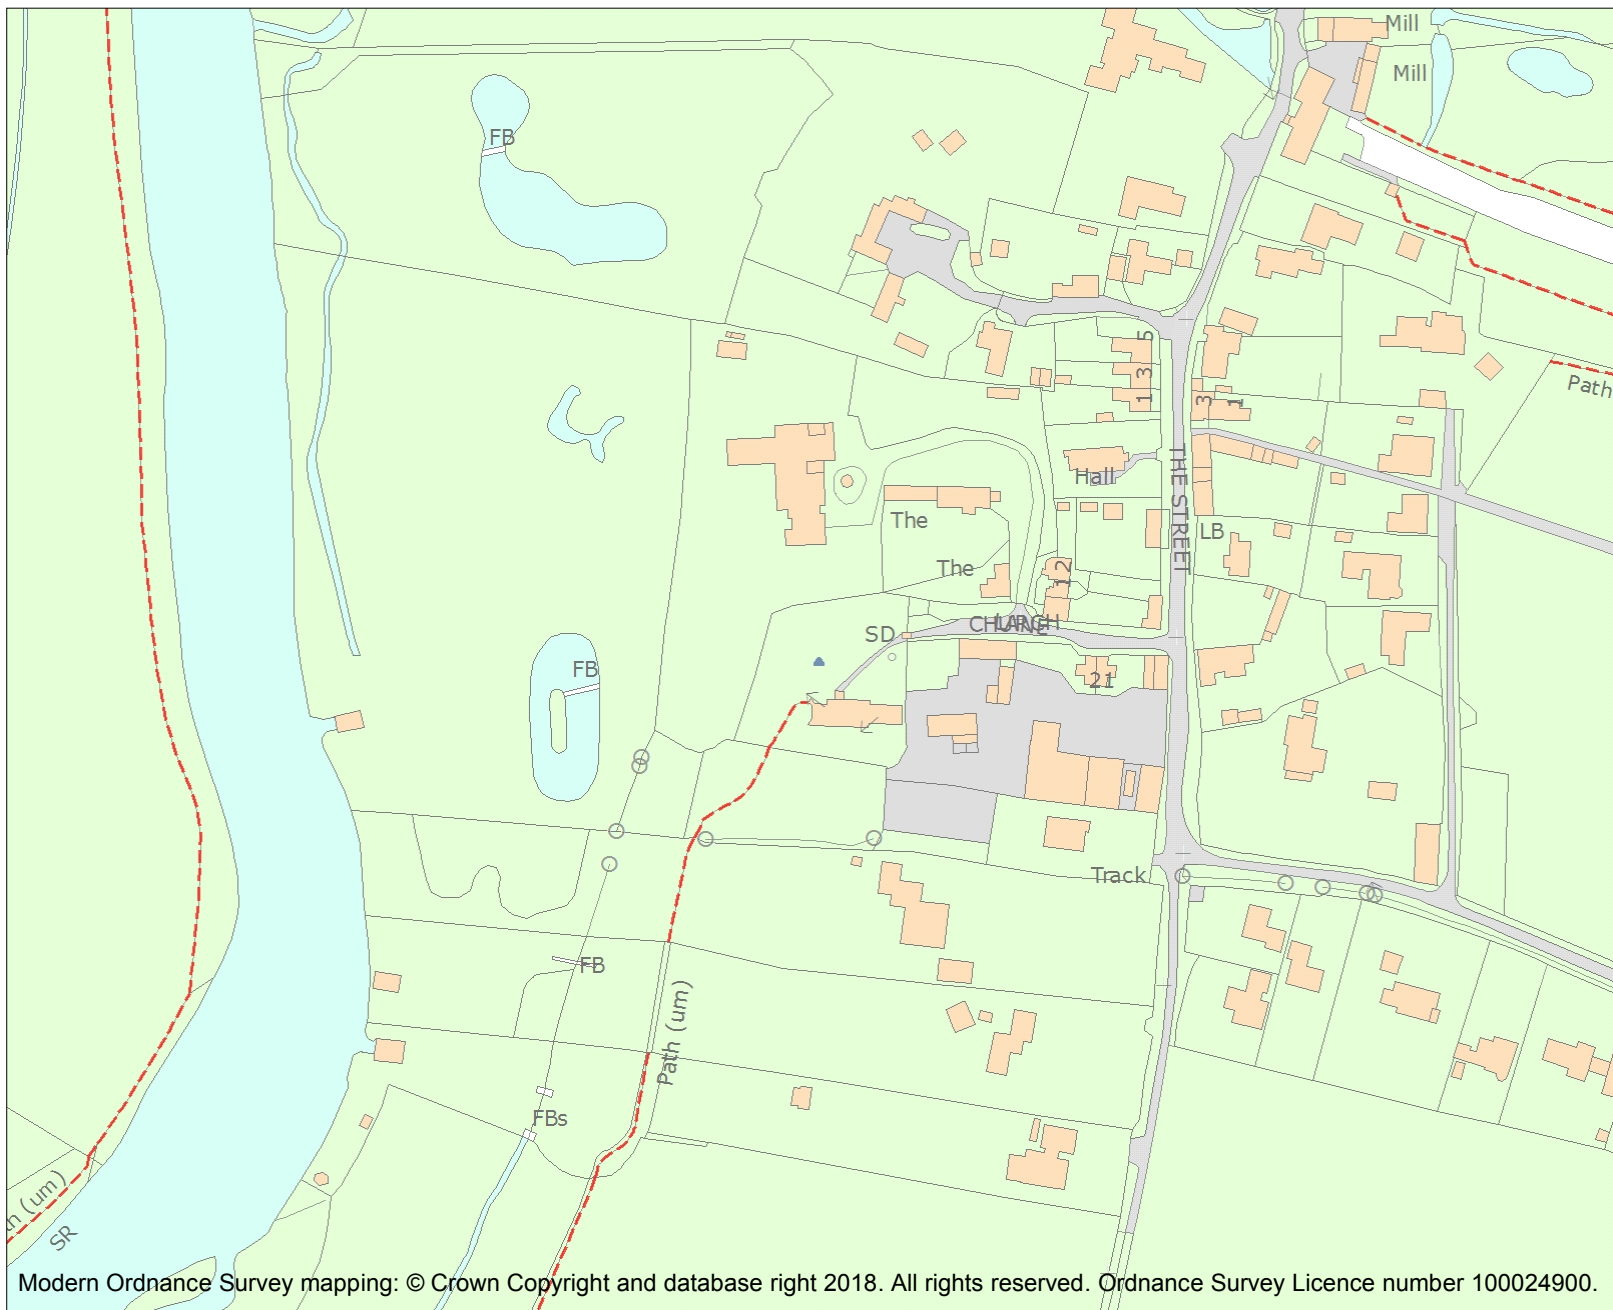 Mill
Mill
FB
5
3
1
3
1
Path
THE STREET
Hall
The
LB
The
12
CHURCH
LANE
SD
FB
21
Track
FB
Path (um)
FBs
th (um)
SR
Modern Ordnance Survey mapping: © Crown Copyright and database right 2018. All rights reserved. Ordnance Survey Licence number 100024900.